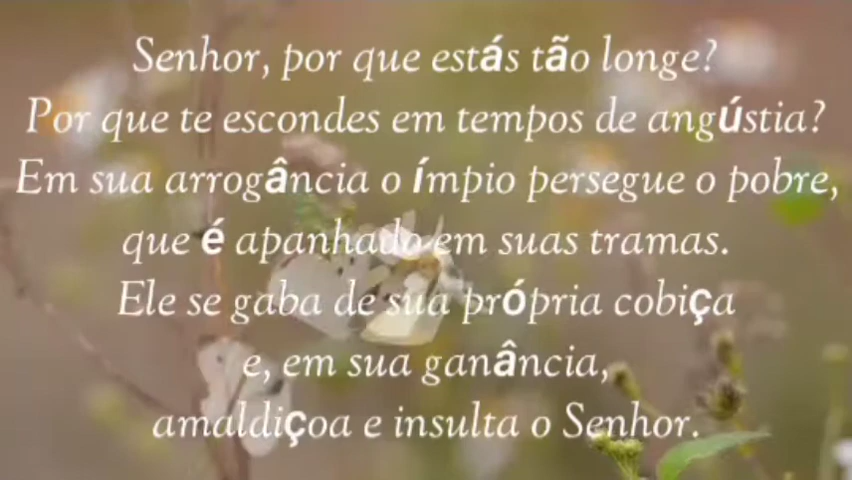 Senhor, por que estás tão longe?
Por que te escondes em tempos de angústia?
Em sua arrogância o ímpio persegue o pobre,
que é apanhado em suas tramas.
Ele se gaba de sua própria cobiça
e, em sua ganância,
amaldiçoa e insulta o Senhor.